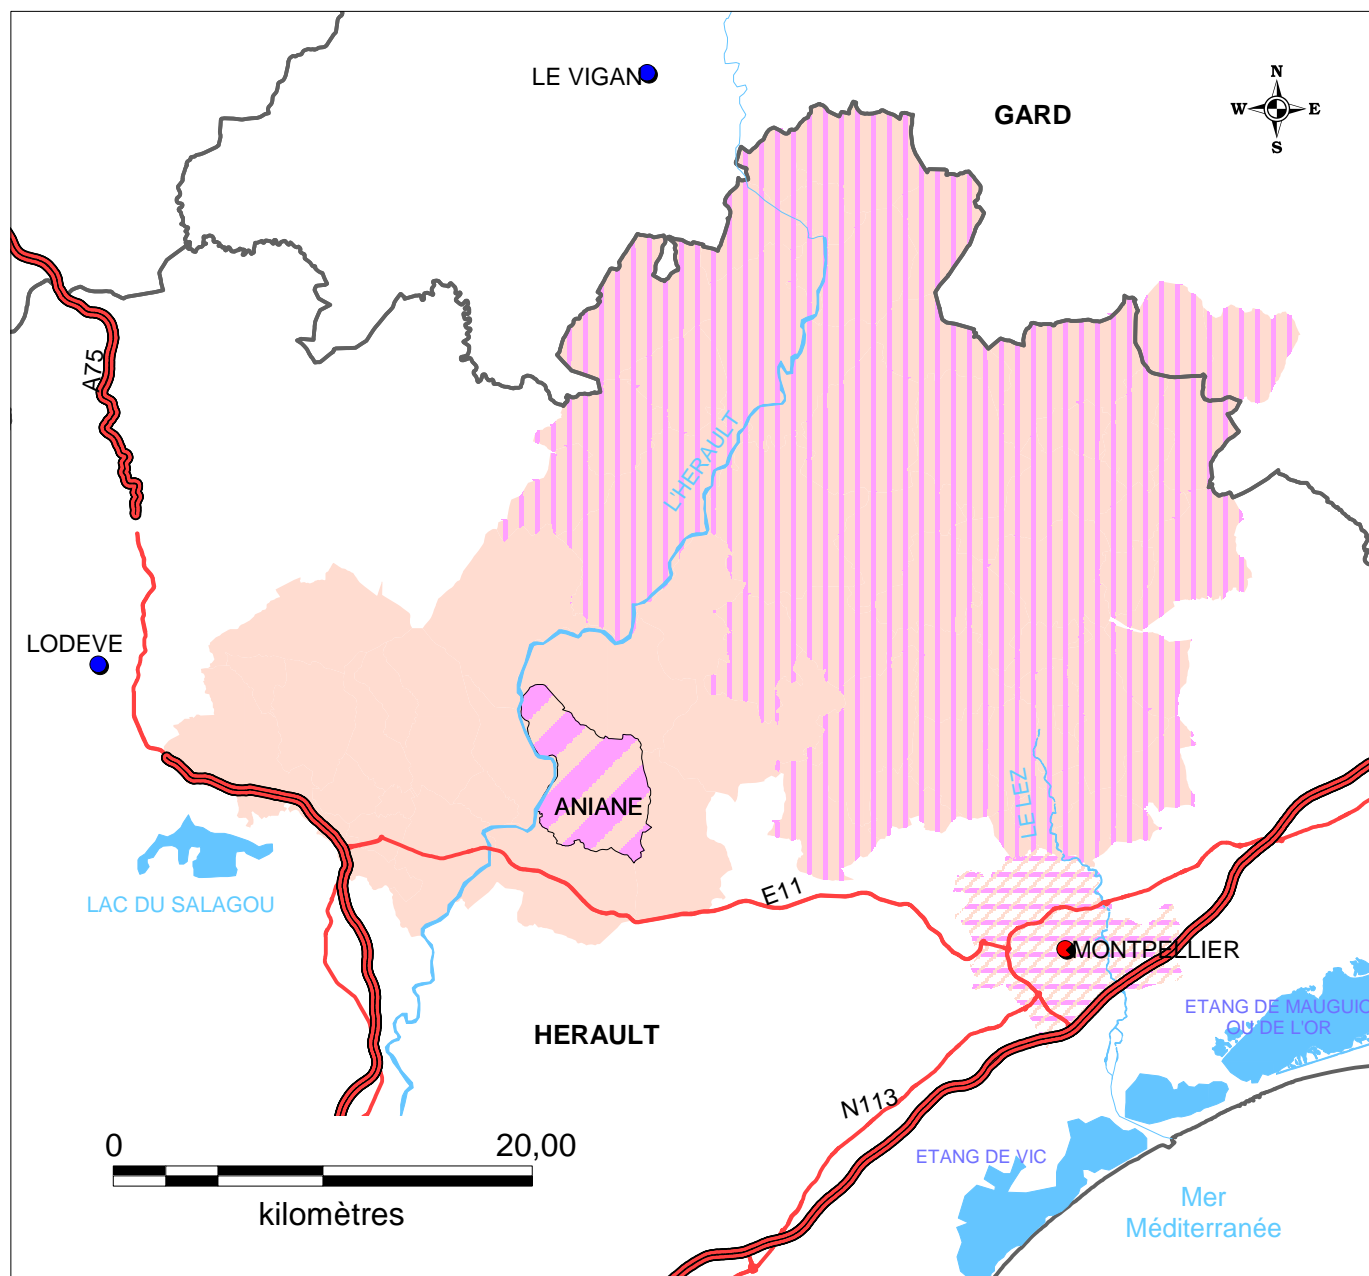 LE VIGAN
GARD
N
W E
S
A75
L'HERAULT
LODEVE
ANIANE
LE LEZ
LAC DU SALAGOU
E11
MONTPELLIER
ETANG DE MAUGUIO
OU DE L'OR
HERAULT
N113
0 20,00
kilomètres
ETANG DE VIC
Mer
Méditerranée